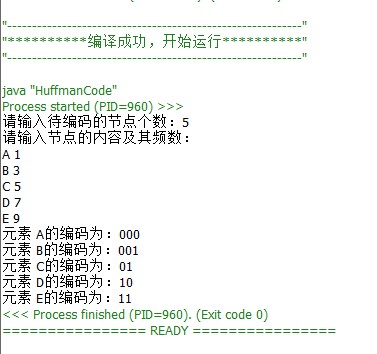 "-----------------------------------------------------------------"
"**********编译成功，开始运行**********"
"-----------------------------------------------------------------"
java "HuffmanCode"
Process started (PID=960) >>>
请输入待编码的节点个数：5
请输入节点的内容及其频数：
A 1
B 3
C 5
D 7
E 9
元素 A的编码为：000
元素 B的编码为：001
元素 C的编码为：01
元素 D的编码为：10
元素 E的编码为：11
<<< Process finished (PID=960). (Exit code 0)
================ READY ================